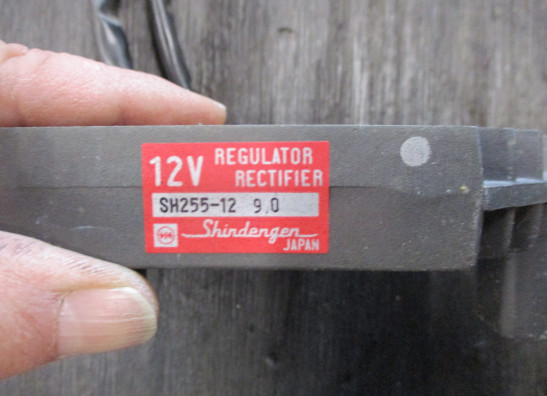 12V REGULATOR
RECTIFIER
SH255-12 9.0
Shindengen
JAPAN